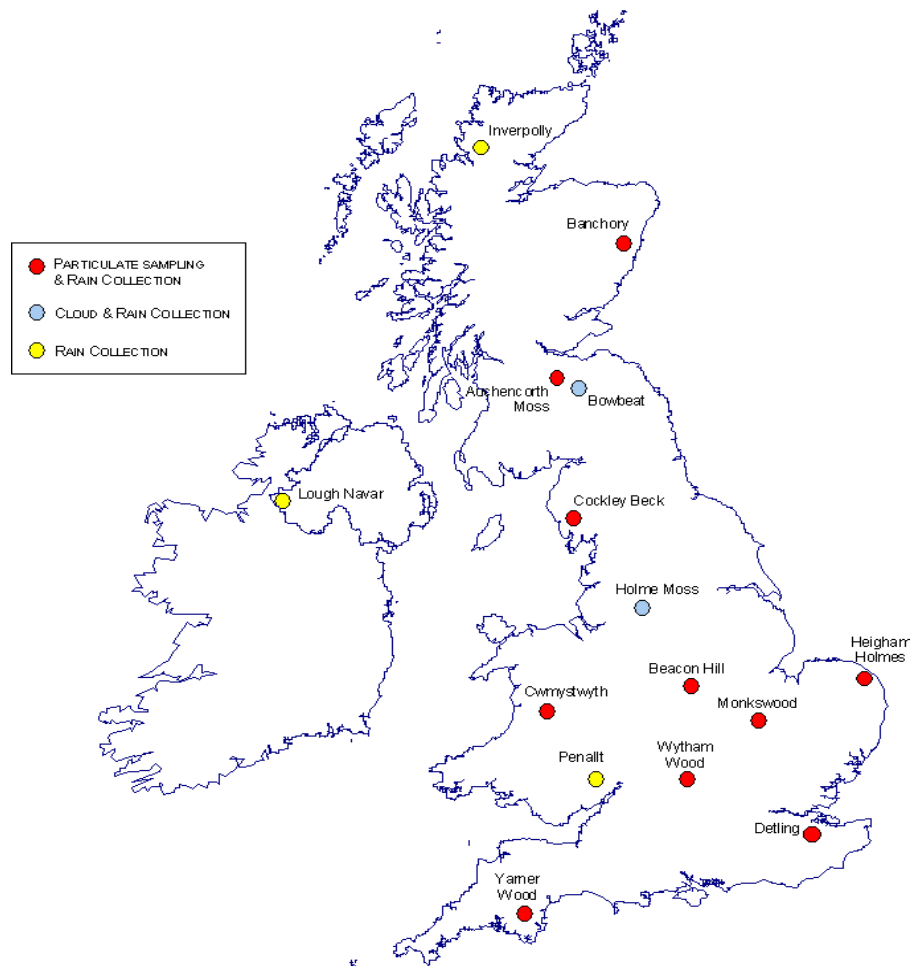 Inverpolly
Banchory
PARTICULATE SAMPLING
& RAIN COLLECTION
CLOUD & RAIN COLLECTION
RAIN COLLECTION
Auchencorth
Moss
Bowbeat
Lough Navar
Cockley Beck
Holme Moss
Heigham
Holmes
Beacon Hill
Cwmystwyth
Monkswood
Penallt
Wytham
Wood
Detling
Yarner
Wood